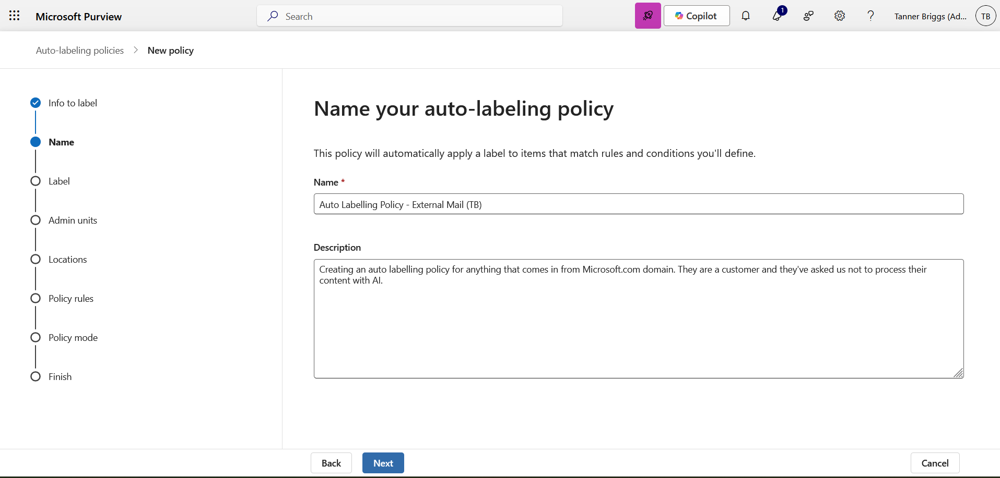 Microsoft Purview
Search
Copilot
1
Tanner Briggs (Ad...
TB
Auto-labeling policies
New policy
Info to label
Name
Label
Admin units
Locations
Policy rules
Policy mode
Finish
Name your auto-labeling policy
This policy will automatically apply a label to items that match rules and conditions you'll define.
Name *
Auto Labelling Policy - External Mail (TB)
Description
Creating an auto labelling policy for anything that comes in from Microsoft.com domain. They are a customer and they've asked us not to process their
content with AI.
Back
Next
Cancel